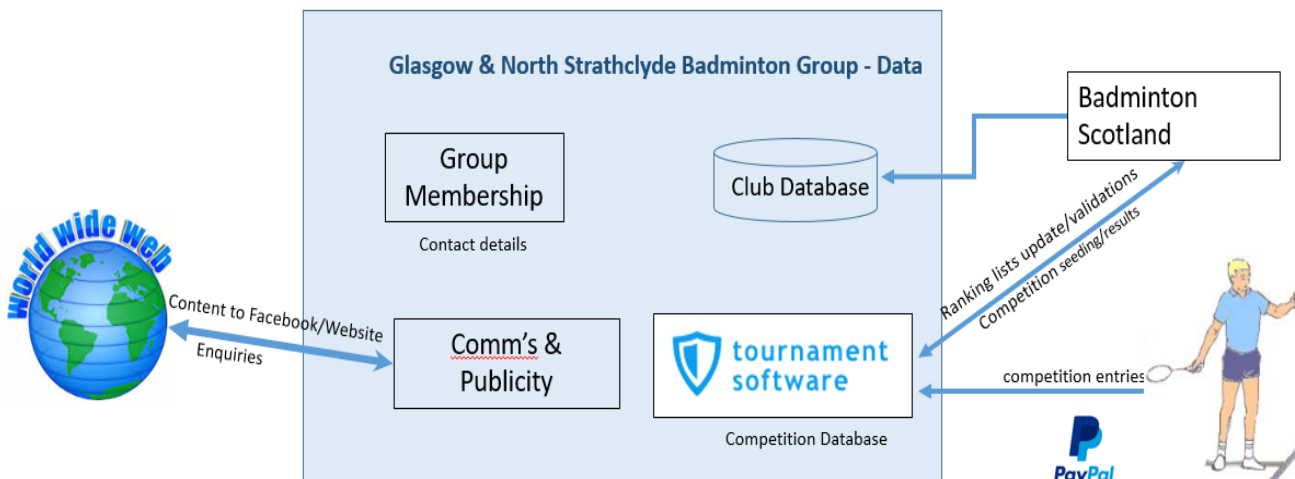 Glasgow & North Strathclyde Badminton Group - Data
Badminton
Scotland
Group
Membership
Contact details
Club Database
world wide web
Content to Facebook/Website
Enquiries
Comm's &
Publicity
tournament
software
Competition Database
Ranking lists update/validations
Competition seeding/results
competition entries
PayPal